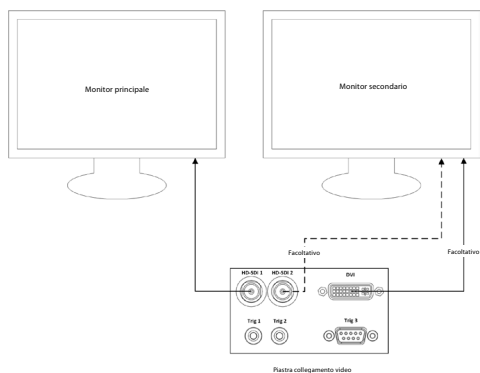 Monitor principale
Monitor secondario
Facoltativo
Facoltativo
HD-SDI 1 HD-SDI 2 DUI
Trig 1 Trig 2 Trig 3
Piastra collegamento video